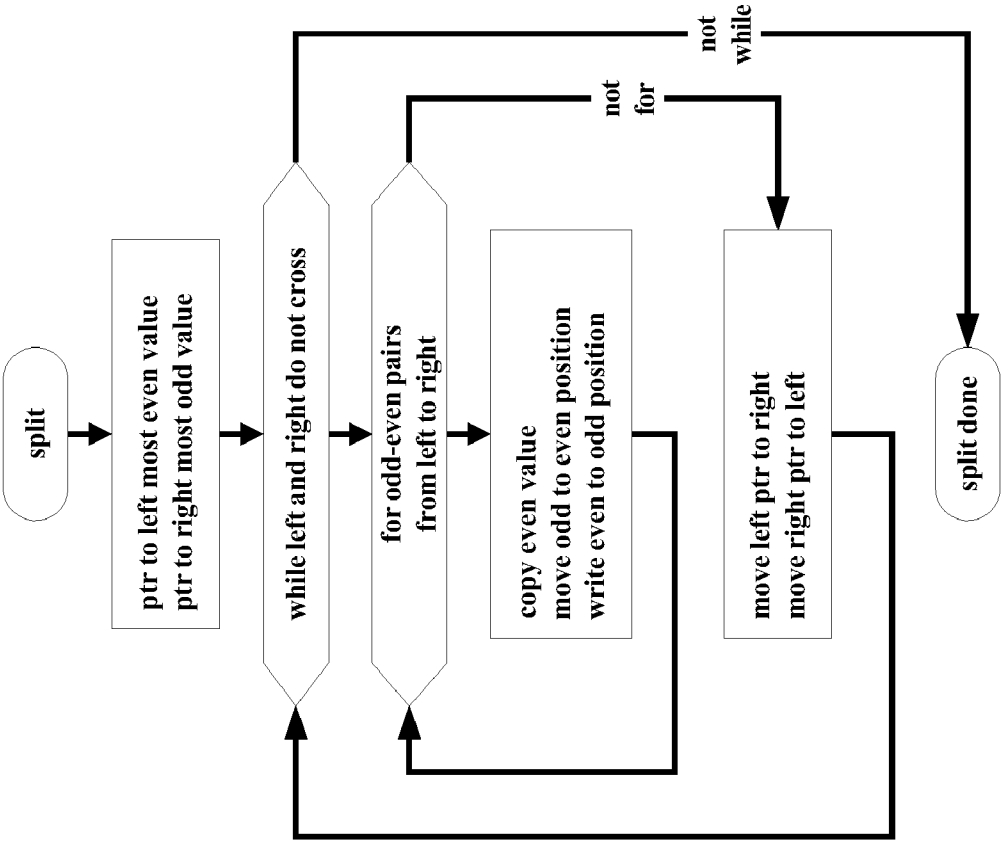 split
ptr to left most even value
ptr to right most odd value
while left and right do not cross
for odd-even pairs
from left to right
copy even value
move odd to even position
write even to odd position
not
for
move left ptr to right
move right ptr to left
not
while
split done